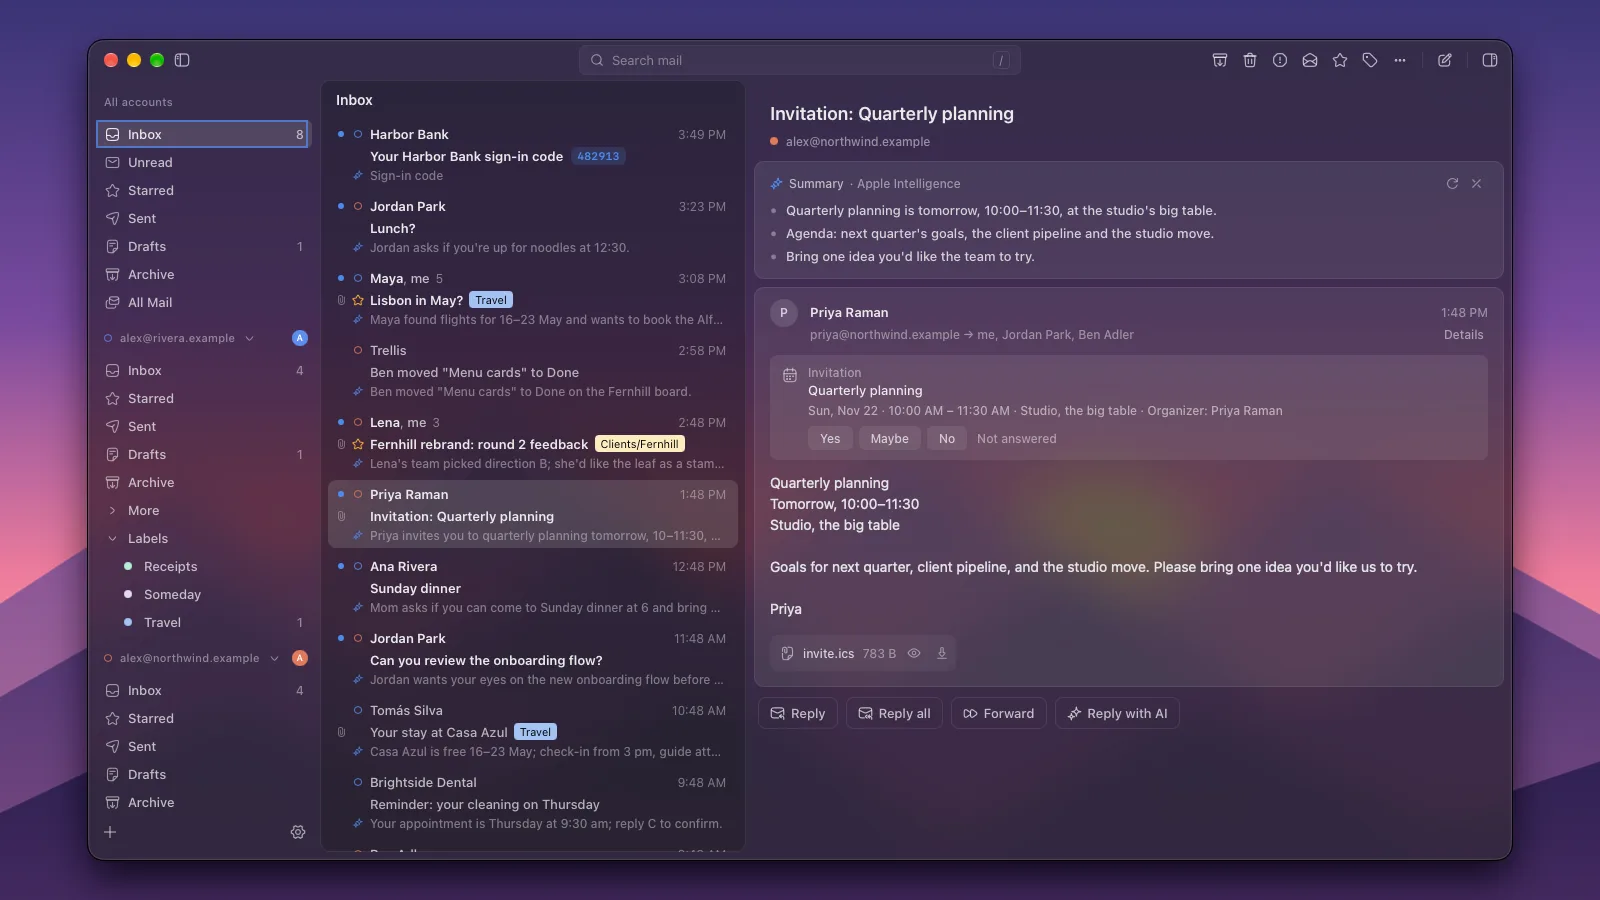 Search mail /
All accounts
Inbox 8
Unread
Starred
Sent
Drafts 1
Archive
All Mail
alex@rivera.example A
Inbox 4
Starred
Sent
Drafts 1
Archive
More
Labels
Receipts
Someday
Travel 1
alex@northwind.example A
Inbox 4
Starred
Sent
Drafts
Archive
Inbox
Harbor Bank 3:49 PM
Your Harbor Bank sign-in code 482913
Sign-in code
Jordan Park 3:23 PM
Lunch?
Jordan asks if you're up for noodles at 12:30.
Maya, me 5 3:08 PM
Lisbon in May? Travel
Maya found flights for 16–23 May and wants to book the Alf...
Trellis 2:58 PM
Ben moved "Menu cards" to Done
Ben moved "Menu cards" to Done on the Fernhill board.
Lena, me 3 2:48 PM
Fernhill rebrand: round 2 feedback Clients/Fernhill
Lena's team picked direction B; she'd like the leaf as a stam...
Priya Raman 1:48 PM
Invitation: Quarterly planning
Priya invites you to quarterly planning tomorrow, 10–11:30, ...
Ana Rivera 12:48 PM
Sunday dinner
Mom asks if you can come to Sunday dinner at 6 and bring ...
Jordan Park 11:48 AM
Can you review the onboarding flow?
Jordan wants your eyes on the new onboarding flow before ...
Tomás Silva 10:48 AM
Your stay at Casa Azul Travel
Casa Azul is free 16–23 May; check-in from 3 pm, guide att...
Brightside Dental 9:48 AM
Reminder: your cleaning on Thursday
Your appointment is Thursday at 9:30 am; reply C to confirm.
Invitation: Quarterly planning
alex@northwind.example
Summary · Apple Intelligence
• Quarterly planning is tomorrow, 10:00–11:30, at the studio's big table.
• Agenda: next quarter's goals, the client pipeline and the studio move.
• Bring one idea you'd like the team to try.
P Priya Raman 1:48 PM
priya@northwind.example → me, Jordan Park, Ben Adler Details
Invitation
Quarterly planning
Sun, Nov 22 · 10:00 AM – 11:30 AM · Studio, the big table · Organizer: Priya Raman
Yes Maybe No Not answered
Quarterly planning
Tomorrow, 10:00–11:30
Studio, the big table
Goals for next quarter, client pipeline, and the studio move. Please bring one idea you'd like us to try.
Priya
invite.ics 783 B
Reply Reply all Forward Reply with AI